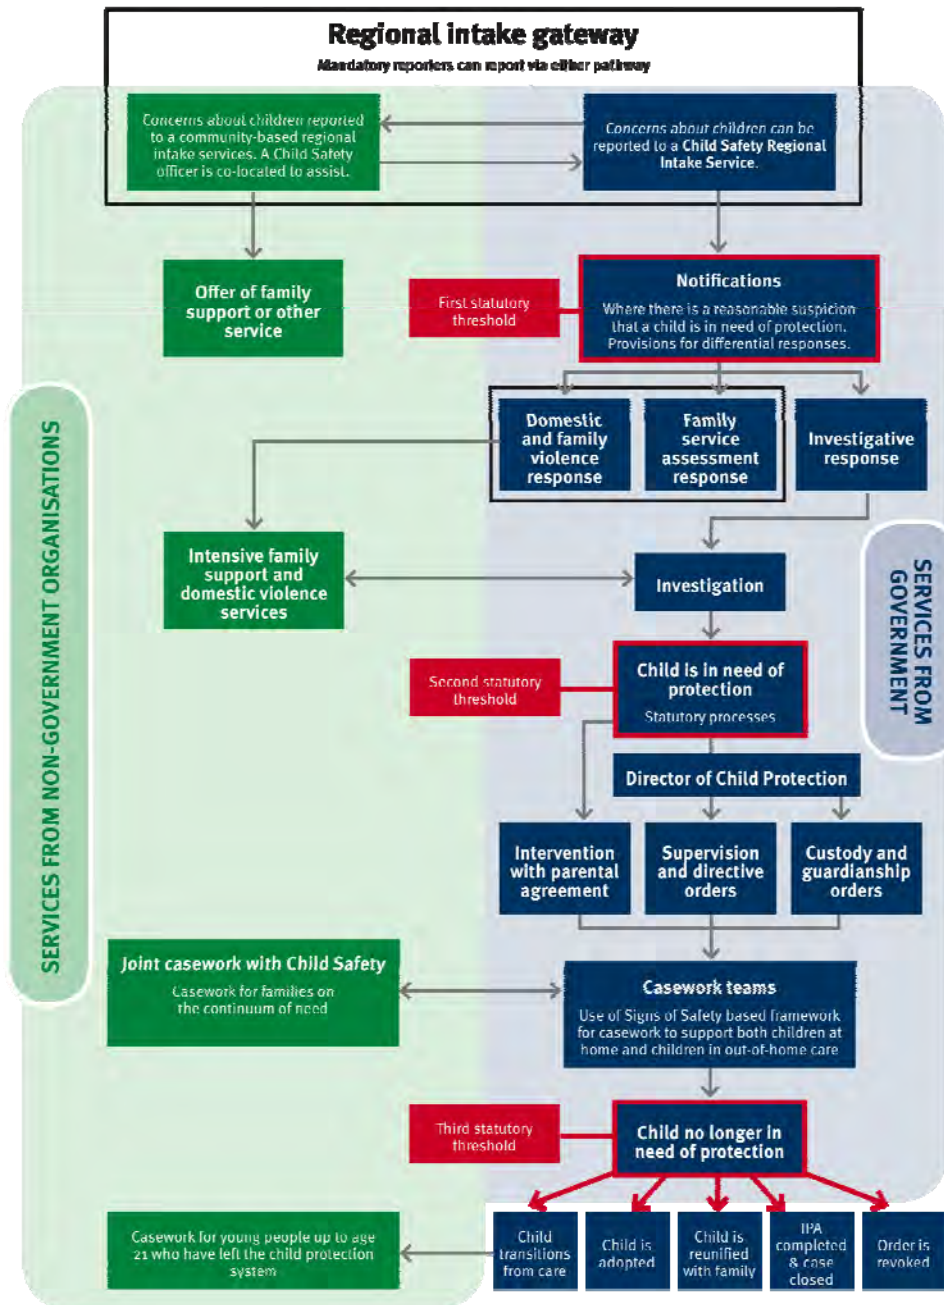 Regional intake gateway
Mandatory reporters can report via either pathway
Concerns about children reported
to a community-based regional
intake services. A Child Safety
officer is co-located to assist.
Concerns about children can be
reported to a Child Safety Regional
Intake Service.
Offer of family
support or other
service
First statutory
threshold
Notifications
Where there is a reasonable suspicion
that a child is in need of protection.
Provisions for differential responses.
Domestic
and family
violence
response
Family
service
assessment
response
Investigative
response
SERVICES FROM NON-GOVERNMENT ORGANISATIONS
SERVICES FROM
GOVERNMENT
Intensive family
support and
domestic violence
services
Investigation
Second statutory
threshold
Child is in need of
protection
Statutory processes
Director of Child Protection
Intervention
with parental
agreement
Supervision
and directive
orders
Custody and
guardianship
orders
Joint casework with Child Safety
Casework for families on
the continuum of need
Casework teams
Use of Signs of Safety based framework
for casework to support both children at
home and children in out-of-home care
Third statutory
threshold
Child no longer in
need of protection
Casework for young people up to age
21 who have left the child protection
system
Child
transitions
from care
Child is
adopted
Child is
reunified
with family
IPA
completed
& case
closed
Order is
revoked